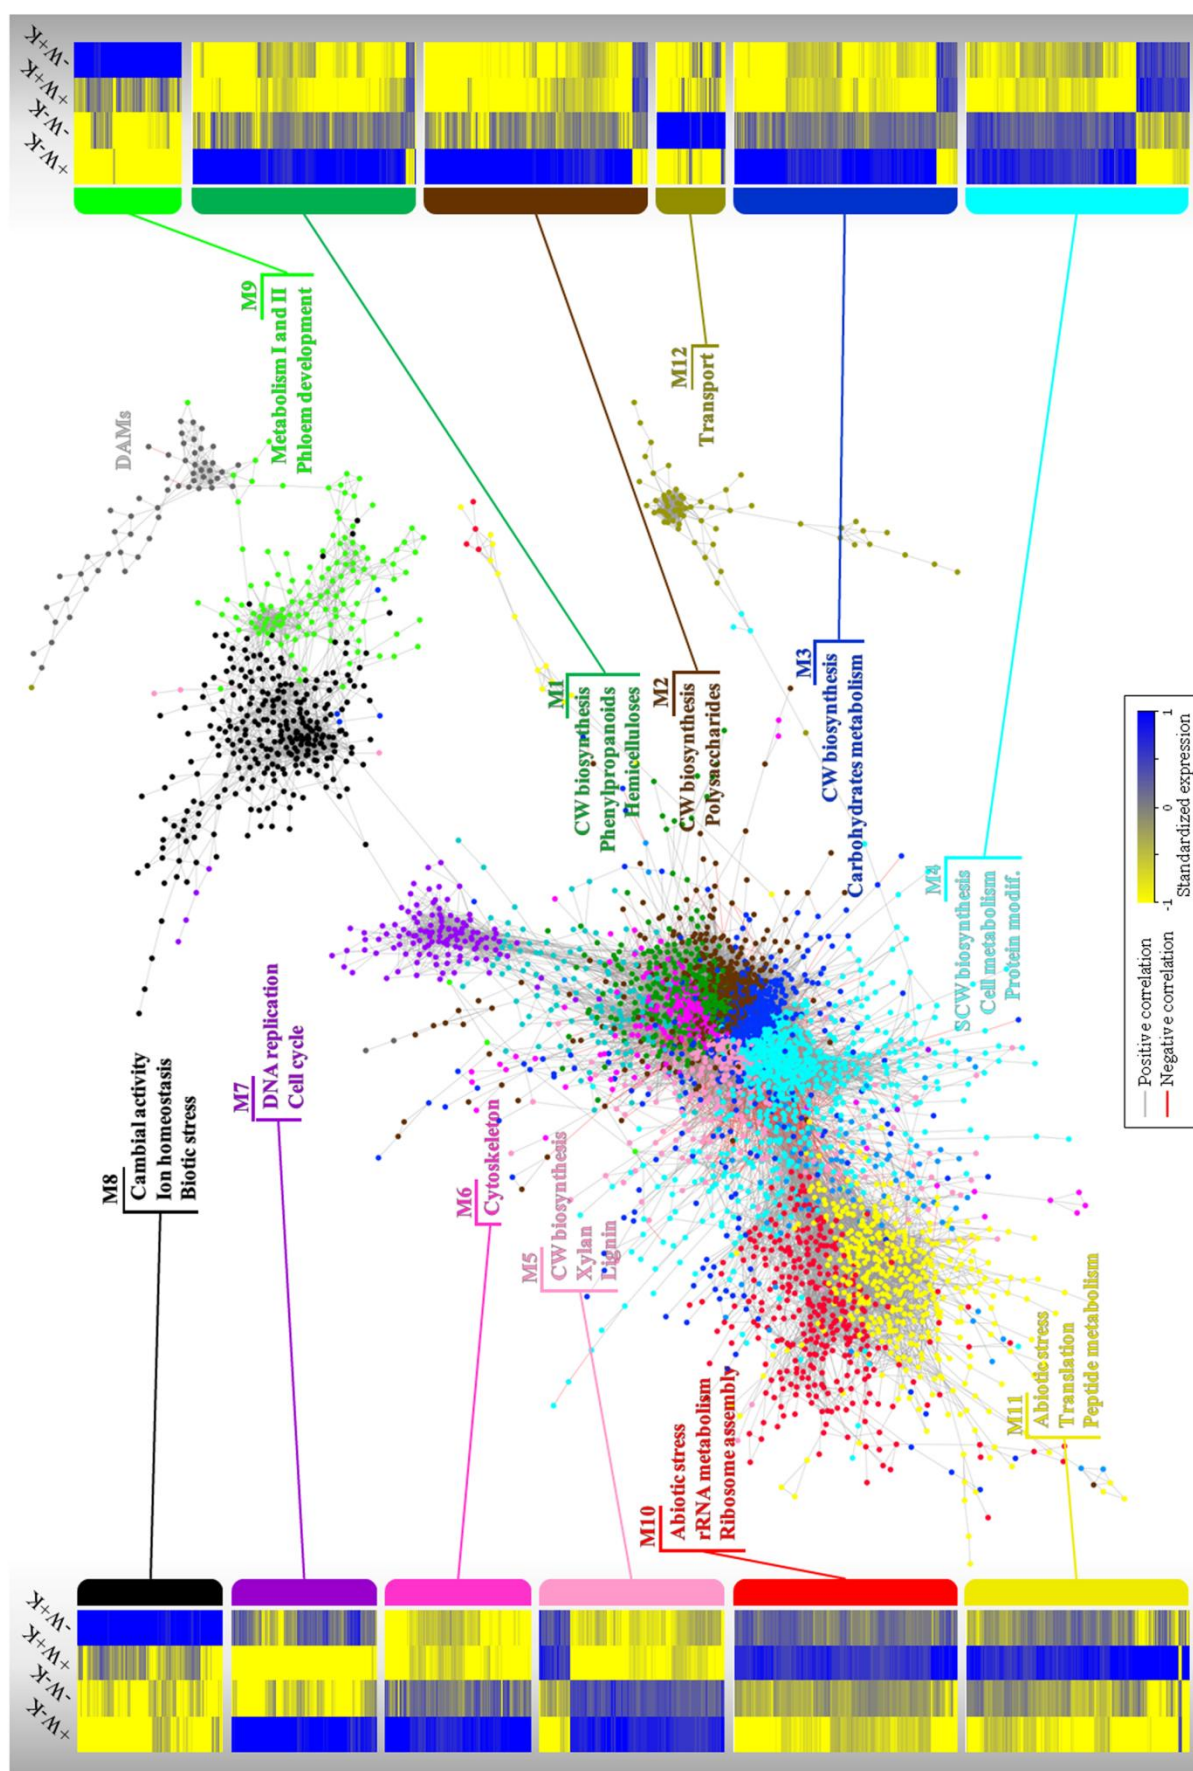 -W+K
+W+K
-W-K
+W-K
M9
Metabolism I and II
Phloem development
DAMs
M12
Transport
M1
CW biosynthesis
Phenylpropanoids
Hemicelluloses
M2
CW biosynthesis
Polysaccharides
M3
CW biosynthesis
Carbohydrates metabolism
M4
SCW biosynthesis
Cell metabolism
Protein modif.
M8
Cambial activity
Ion homeostasis
Biotic stress
M7
DNA replication
Cell cycle
M6
Cytoskeleton
M5
CW biosynthesis
Xylan
Lignin
M10
Abiotic stress
rRNA metabolism
Ribosome assembly
M11
Abiotic stress
Translation
Peptide metabolism
-W+K
+W+K
-W-K
+W-K
Positive correlation
Negative correlation
-1 0 1
Standardized expression